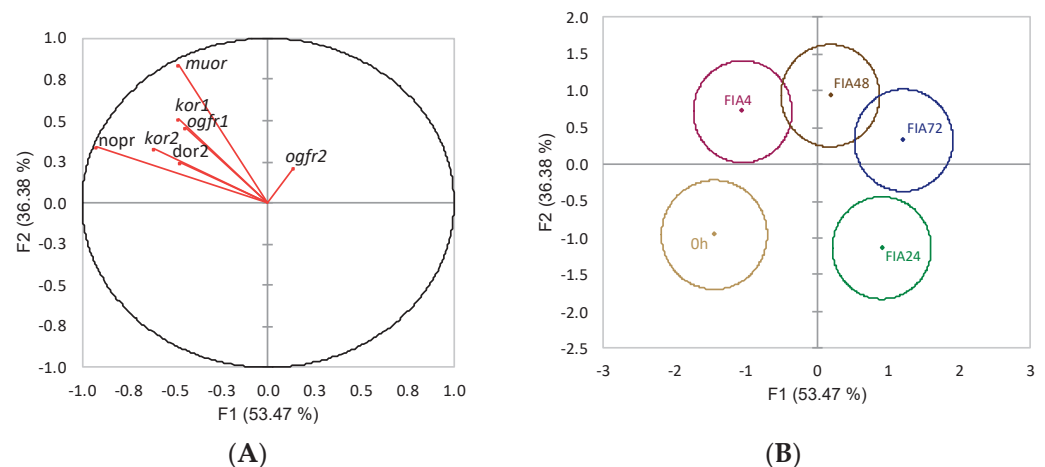 1.0
0.8
0.5
0.3
0.0
-0.3
-0.5
-0.8
-1.0
F2 (36.38 %)
muor
kor1
ogfr1
nopr
kor2
dor2
ogfr2
-1.0 -0.8 -0.5 -0.3 0.0 0.3 0.5 0.8 1.0
F1 (53.47 %)
(A)
2.0
1.5
1.0
0.5
0.0
-0.5
-1.0
-1.5
-2.0
-2.5
F2 (36.38 %)
FIA4
FIA48
FIA72
0h
FIA24
-3 -2 -1 0 1 2 3
F1 (53.47 %)
(B)